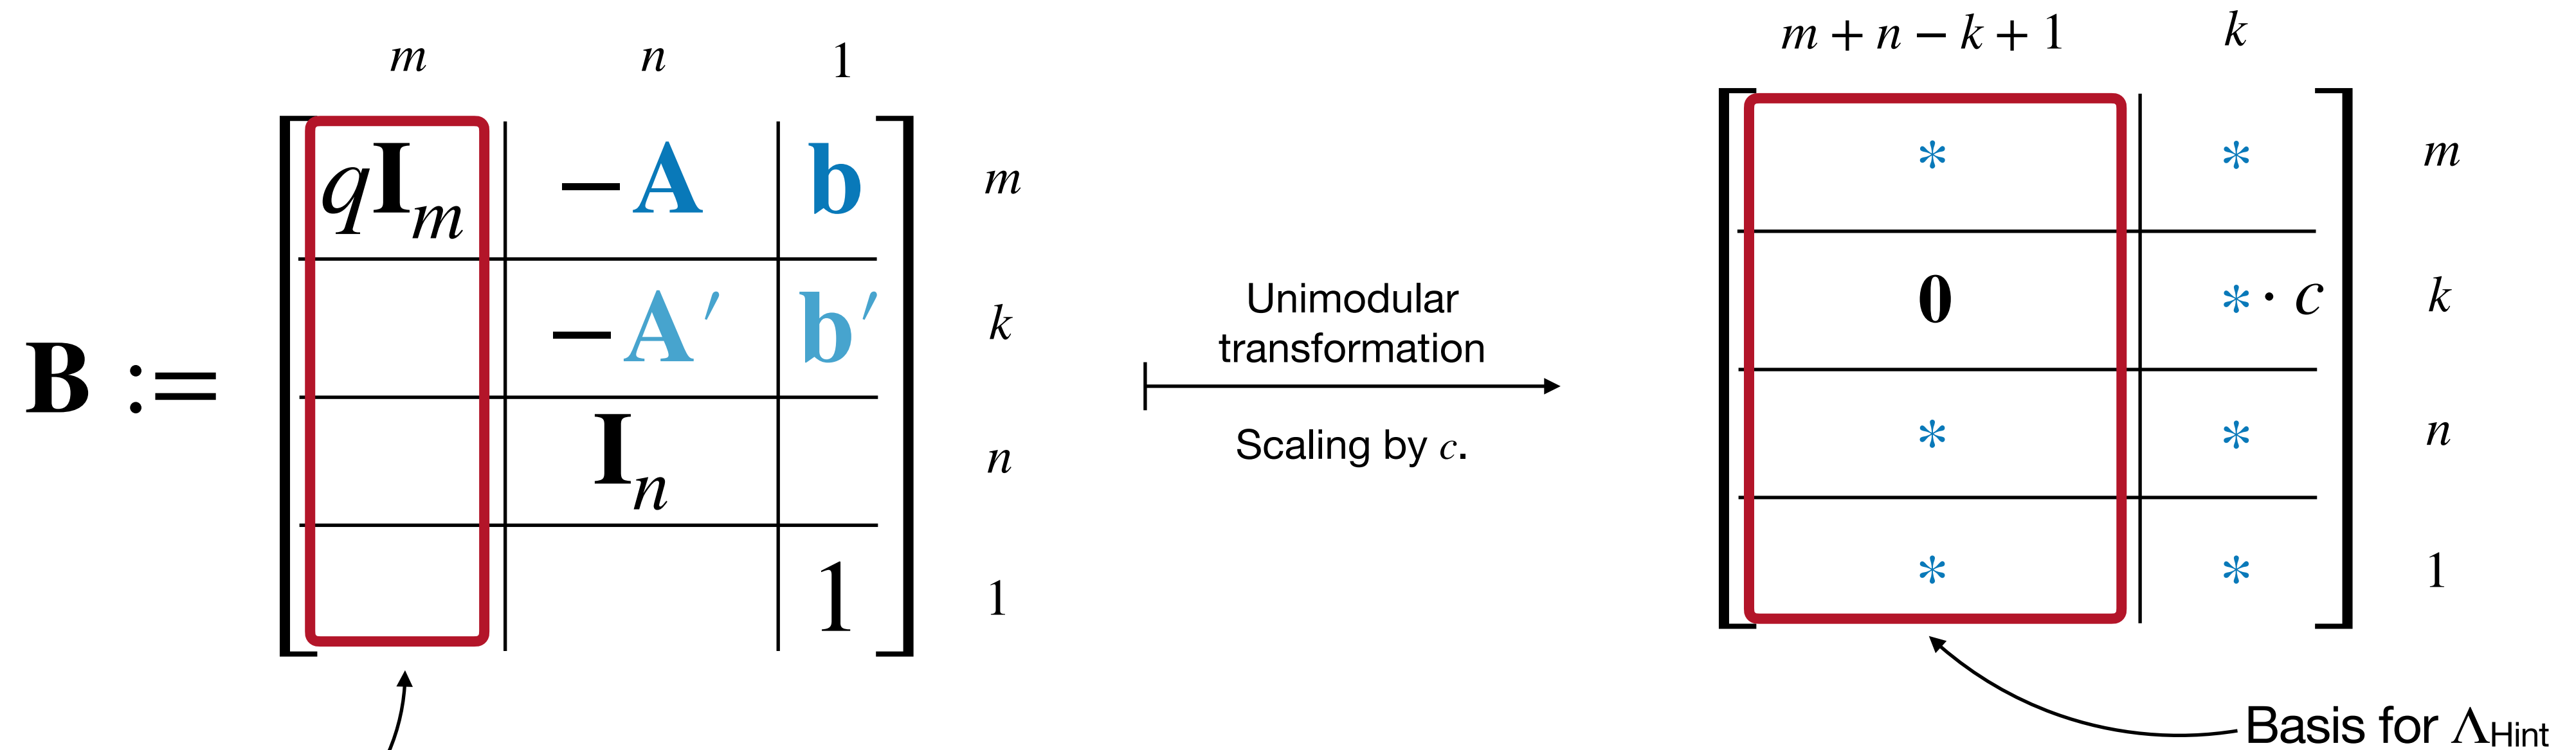 m n 1
m + n − k + 1 k
qI_m −A b m
* * m
−A′ b′ k
Unimodular
transformation
0 * · c k
B :=
I_n n
Scaling by c.
* * n
1 1
* * 1
Basis for Λ_Hint